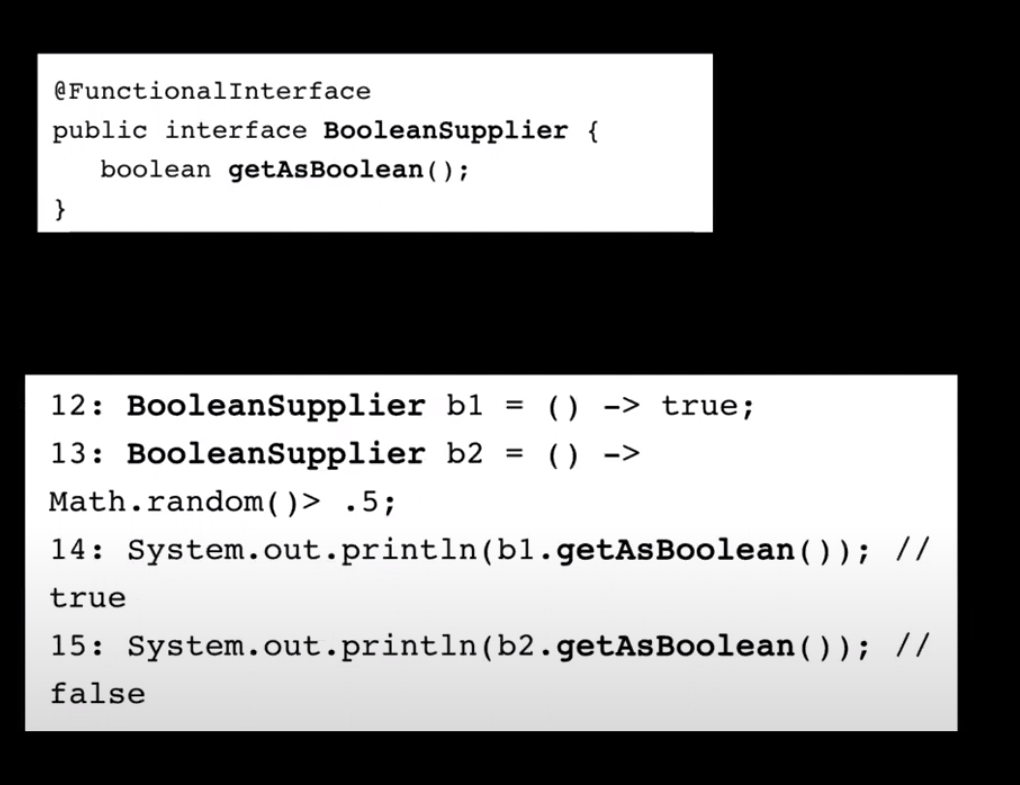 @FunctionalInterface
public interface BooleanSupplier {
boolean getAsBoolean();
}
12: BooleanSupplier b1 = () -> true;
13: BooleanSupplier b2 = () ->
Math.random()> .5;
14: System.out.println(b1.getAsBoolean()); //
true
15: System.out.println(b2.getAsBoolean()); //
false